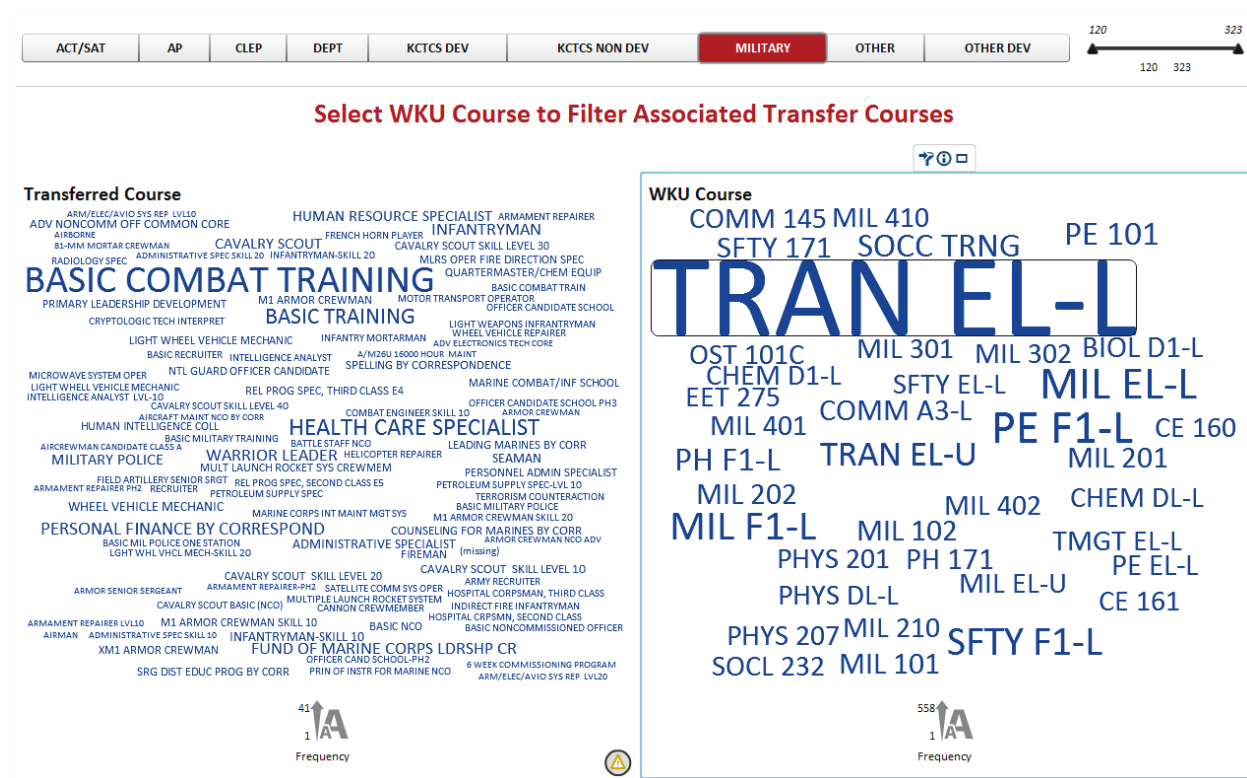 ACT/SAT AP CLEP DEPT KCTCS DEV KCTCS NON DEV MILITARY OTHER OTHER DEV
120 323
120 323
Select WKU Course to Filter Associated Transfer Courses
Transferred Course
ARM/ELEC/AVIO SYS REP LVL10
HUMAN RESOURCE SPECIALIST ARMAMENT REPAIRER
ADV NONCOMM OFF COMMON CORE
AIRBORNE FRENCH HORN PLAYER INFANTRYMAN
81-MM MORTAR CREWMAN CAVALRY SCOUT CAVALRY SCOUT SKILL LEVEL 30
RADIOLOGY SPEC ADMINISTRATIVE SPEC SKILL 20 INFANTRYMAN-SKILL 20 MLRS OPER FIRE DIRECTION SPEC
BASIC COMBAT TRAINING QUARTERMASTER/CHEM EQUIP
BASIC COMBAT TRAIN
PRIMARY LEADERSHIP DEVELOPMENT M1 ARMOR CREWMAN MOTOR TRANSPORT OPERATOR
OFFICER CANDIDATE SCHOOL
CRYPTOLOGIC TECH INTERPRET BASIC TRAINING LIGHT WEAPONS INFRANTRYMAN
WHEEL VEHICLE REPAIRER
LIGHT WHEEL VEHICLE MECHANIC INFANTRY MORTARMAN ADV ELECTRONICS TECH CORE
BASIC RECRUITER INTELLIGENCE ANALYST A/M26U 16000 HOUR MAINT
NTL GUARD OFFICER CANDIDATE SPELLING BY CORRESPONDENCE
MICROWAVE SYSTEM OPER
LIGHT WHELL VEHICLE MECHANIC REL PROG SPEC, THIRD CLASS E4 MARINE COMBAT/INF SCHOOL
INTELLIGENCE ANALYST LVL-10
CAVALRY SCOUT SKILL LEVEL 40 OFFICER CANDIDATE SCHOOL PH3
AIRCRAFT MAINT NCO BY CORR COMBAT ENGINEER SKILL 10 ARMOR CREWMAN
HUMAN INTELLIGENCE COLL HEALTH CARE SPECIALIST
BASIC MILITARY TRAINING BATTLE STAFF NCO LEADING MARINES BY CORR
AIRCREWMAN CANDIDATE CLASS A WARRIOR LEADER HELICOPTER REPAIRER
MILITARY POLICE SEAMAN
MULT LAUNCH ROCKET SYS CREWMEM PERSONNEL ADMIN SPECIALIST
FIELD ARTILLERY SENIOR SRGT REL PROG SPEC, SECOND CLASS E5 PETROLEUM SUPPLY SPEC-LVL 10
ARMAMENT REPAIRER PH2 RECRUITER PETROLEUM SUPPLY SPEC TERRORISM COUNTERACTION
WHEEL VEHICLE MECHANIC MARINE CORPS INT MAINT MGT SYS BASIC MILITARY POLICE
M1 ARMOR CREWMAN SKILL 20
PERSONAL FINANCE BY CORRESPOND COUNSELING FOR MARINES BY CORR
BASIC MIL POLICE ONE STATION ADMINISTRATIVE SPECIALIST ARMOR CREWMAN NCO ADV
LGHT WHL VHCL MECH-SKILL 20 FIREMAN (missing)
CAVALRY SCOUT SKILL LEVEL 20 CAVALRY SCOUT SKILL LEVEL 10
ARMOR SENIOR SERGEANT ARMAMENT REPAIRER-PH2 SATELLITE COMM SYS OPER ARMY RECRUITER
HOSPITAL CORPSMAN, THIRD CLASS
CAVALRY SCOUT BASIC (NCO) MULTIPLE LAUNCH ROCKET SYSTEM INDIRECT FIRE INFANTRYMAN
CANNON CREWMEMBER
HOSPITAL CRPSMN, SECOND CLASS
ARMAMENT REPAIRER LVL10 M1 ARMOR CREWMAN SKILL 10 BASIC NCO BASIC NONCOMMISSIONED OFFICER
AIRMAN ADMINISTRATIVE SPEC SKILL 10 INFANTRYMAN-SKILL 10
XM1 ARMOR CREWMAN FUND OF MARINE CORPS LDRSHP CR
OFFICER CAND SCHOOL-PH2 6 WEEK COMMISSIONING PROGRAM
SRG DIST EDUC PROG BY CORR PRIN OF INSTR FOR MARINE NCO ARM/ELEC/AVIO SYS REP LVL20
41
1
Frequency
WKU Course
COMM 145 MIL 410
SFTY 171 SOCC TRNG PE 101
TRAN EL-L
OST 101C MIL 301 MIL 302 BIOL D1-L
CHEM D1-L SFTY EL-L MIL EL-L
EET 275 COMM A3-L
MIL 401 PE F1-L CE 160
PH F1-L TRAN EL-U MIL 201
MIL 202 MIL 402 CHEM DL-L
MIL F1-L MIL 102 TMGT EL-L
PHYS 201 PH 171 PE EL-L
PHYS DL-L MIL EL-U CE 161
PHYS 207 MIL 210 SFTY F1-L
SOCL 232 MIL 101
558
1
Frequency